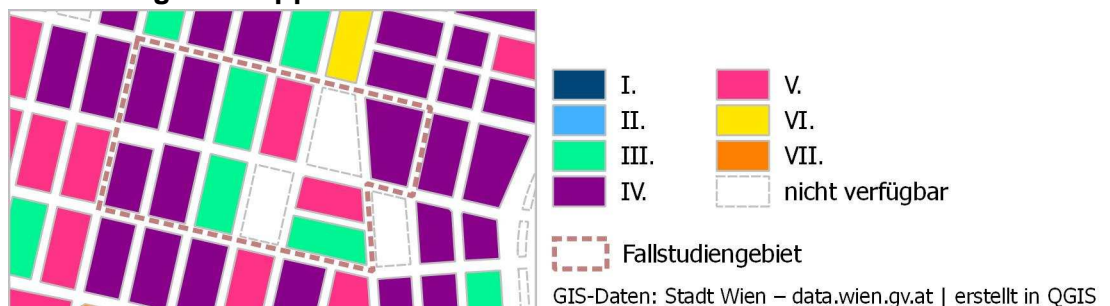 I.
II.
III.
IV.
V.
VI.
VII.
nicht verfügbar
Fallstudiengebiet
GIS-Daten: Stadt Wien – data.wien.gv.at | erstellt in QGIS